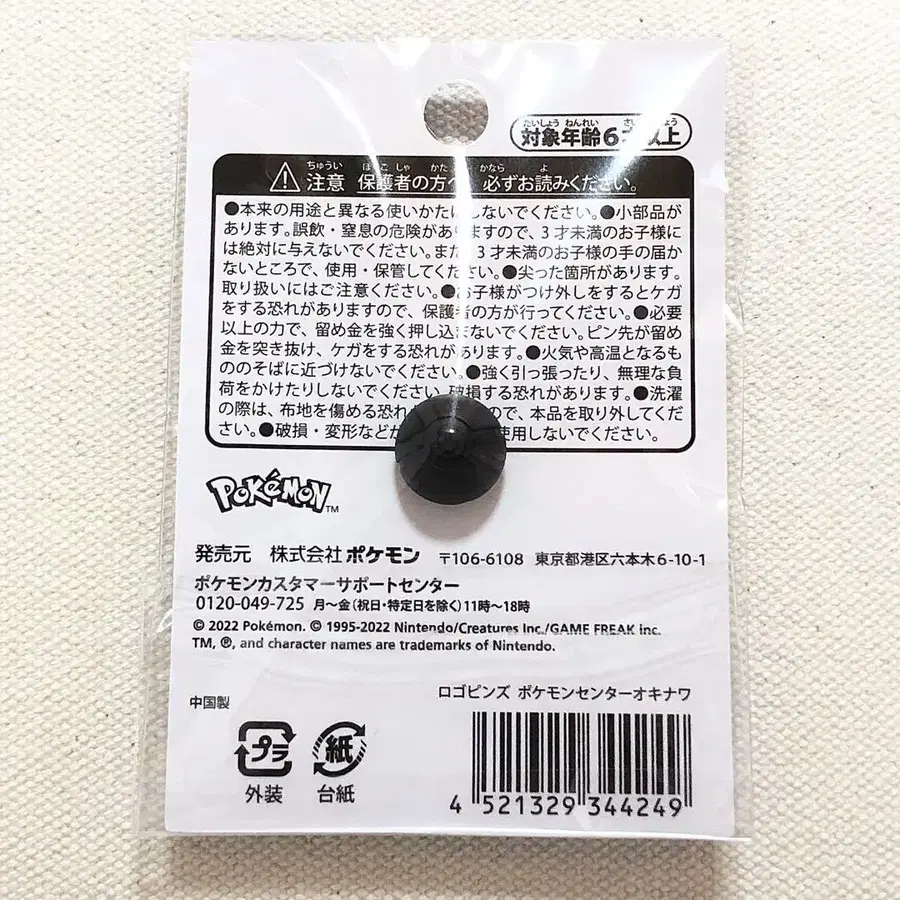 たいしょう ねんれい さい
対象年齢6 以上
ちゅうい ほ しゃ かた かなら よ
注意 保護者の方へ 必ずお読みください。
●本来の用途と異なる使いかたは しないでください。●小部品が
あります。誤飲・窒息の危険がありますので、3才未満のお子様に
は絶対に与えないでください。また 3才未満のお子様の手の届か
ないところで、使用・保管してください。●尖った箇所があります。
取り扱いにはご注意ください。●お子様がつけ外しをするとケガ
をする恐れがありますので、保護者の方が行ってください。●必要
以上の力で、留め金を強く押し込まないでください。ピン先が留め
金を突き抜け、ケガをする恐れがあります。●火気や高温となるも
ののそばに近づけないでください。●強く引っ張ったり、無理な負
荷をかけたりしないでください 破損する恐れがあります。●洗濯
の際は、布地を傷める恐れ ので、本品を取り外してくだ
さい。●破損・変形など 使用しないでください。
POKéMON TM
発売元 株式会社 ポケモン 〒106-6108 東京都港区六本木6-10-1
ポケモンカスタマーサポートセンター
0120-049-725 月～金(祝日・特定日を除く)11時～18時
© 2022 Pokémon. © 1995-2022 Nintendo/Creatures Inc./GAME FREAK inc.
TM, ®, and character names are trademarks of Nintendo.
ロゴピンズ ポケモンセンターオキナワ
中国製
プラ 紙
外装 台紙
4 521329 344249